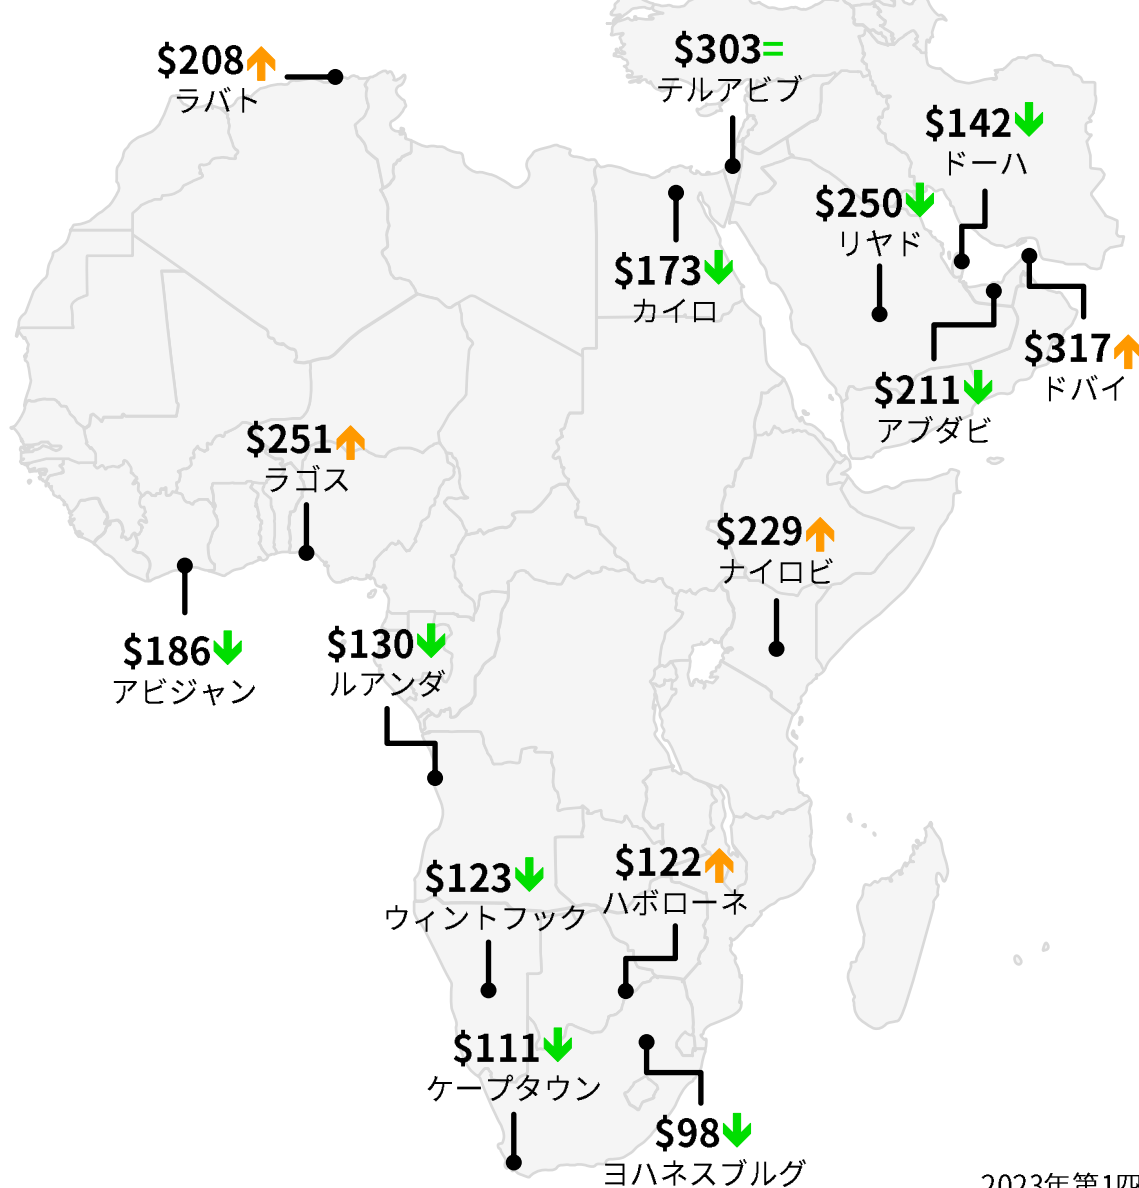 $208
ラバト
$303=
テルアビブ
$142
ドーハ
$250
リヤド
$173
カイロ
$317
ドバイ
$211
アブダビ
$251
ラゴス
$229
ナイロビ
$186
アビジャン
$130
ルアンダ
$123
ウィントフック
$122
ハボローネ
$111
ケープタウン
$98
ヨハネスブルグ
2023年第1四